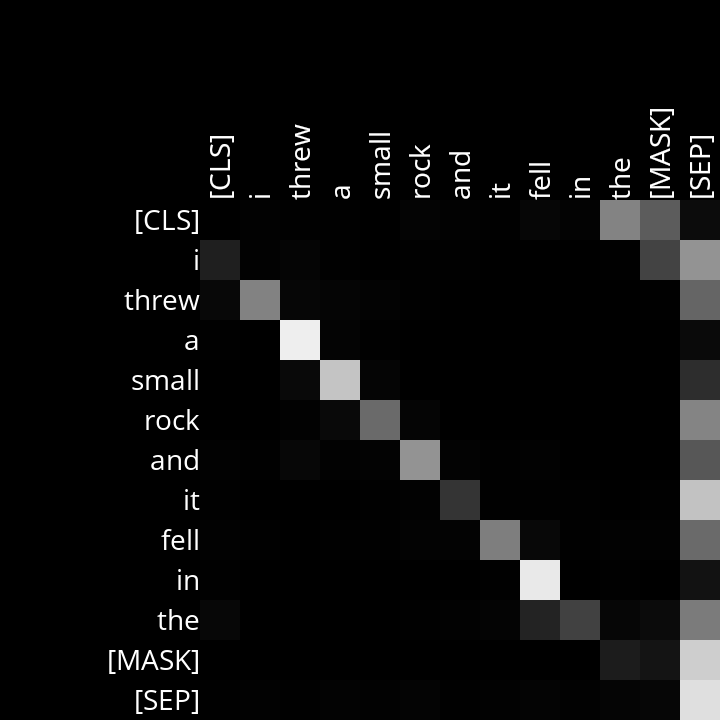 [CLS] i threw a small rock and it fell in the [MASK] [SEP]
[CLS]
i
threw
a
small
rock
and
it
fell
in
the
[MASK]
[SEP]